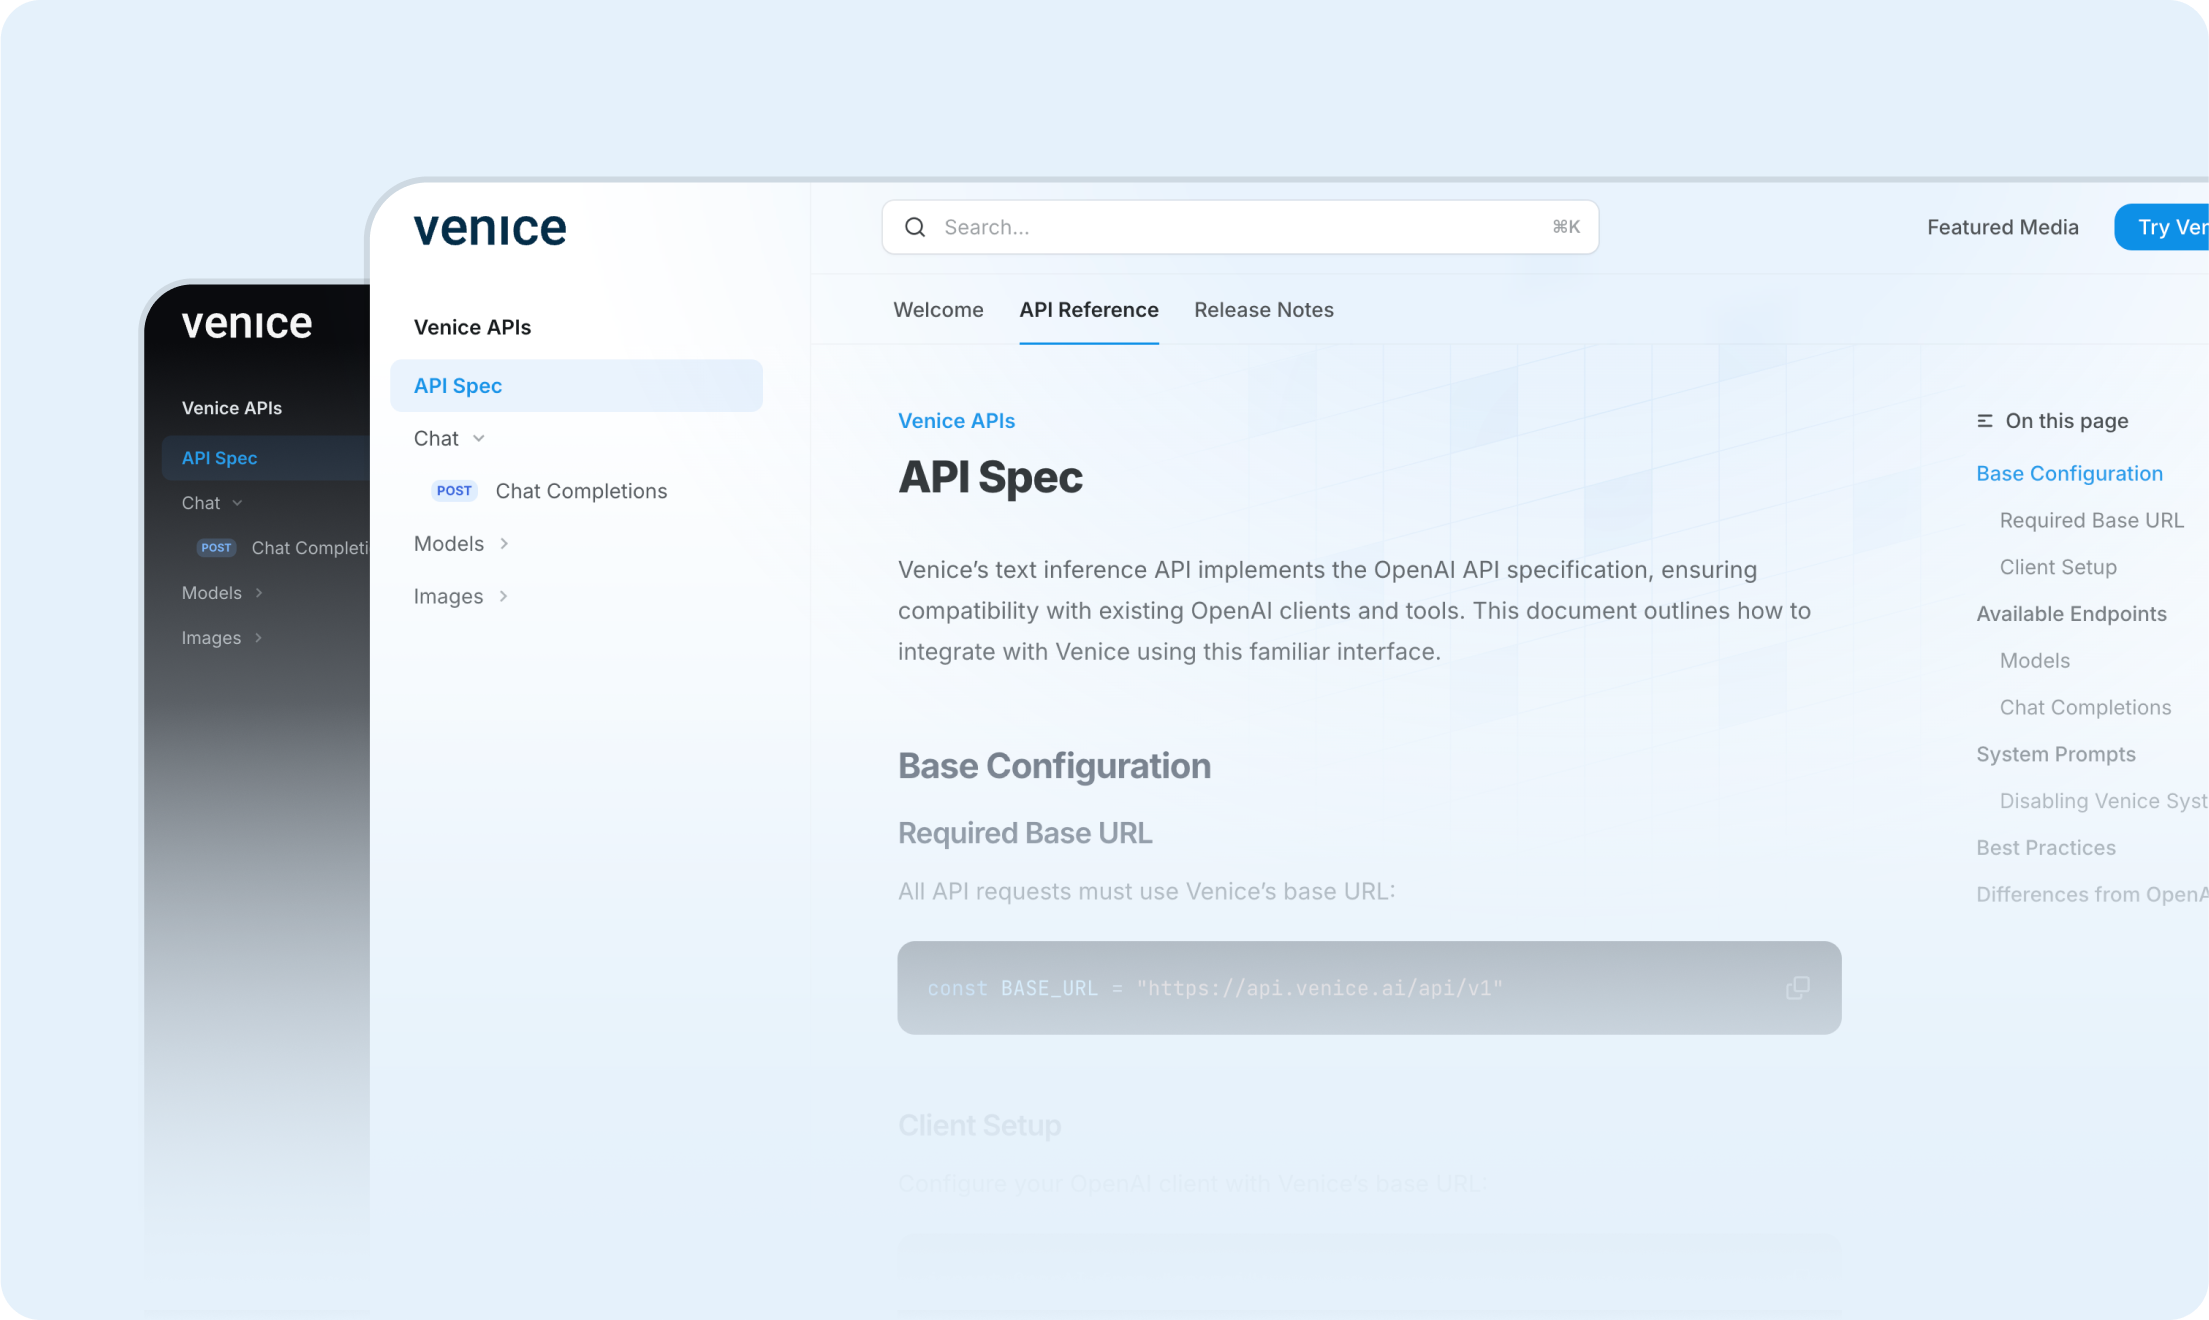 venice
Venice APIs
API Spec
Chat
POST Chat Completi
Models
Images
venice
Venice APIs
API Spec
Chat
POST Chat Completions
Models
Images
Search... ⌘K
Featured Media
Try Ven
Welcome API Reference Release Notes
Venice APIs
API Spec
Venice’s text inference API implements the OpenAI API specification, ensuring
compatibility with existing OpenAI clients and tools. This document outlines how to
integrate with Venice using this familiar interface.
Base Configuration
Required Base URL
All API requests must use Venice’s base URL:
const BASE_URL = "https://api.venice.ai/api/v1"
Client Setup
Configure your OpenAI client with Venice’s base URL:
On this page
Base Configuration
Required Base URL
Client Setup
Available Endpoints
Models
Chat Completions
System Prompts
Disabling Venice Syst
Best Practices
Differences from OpenA